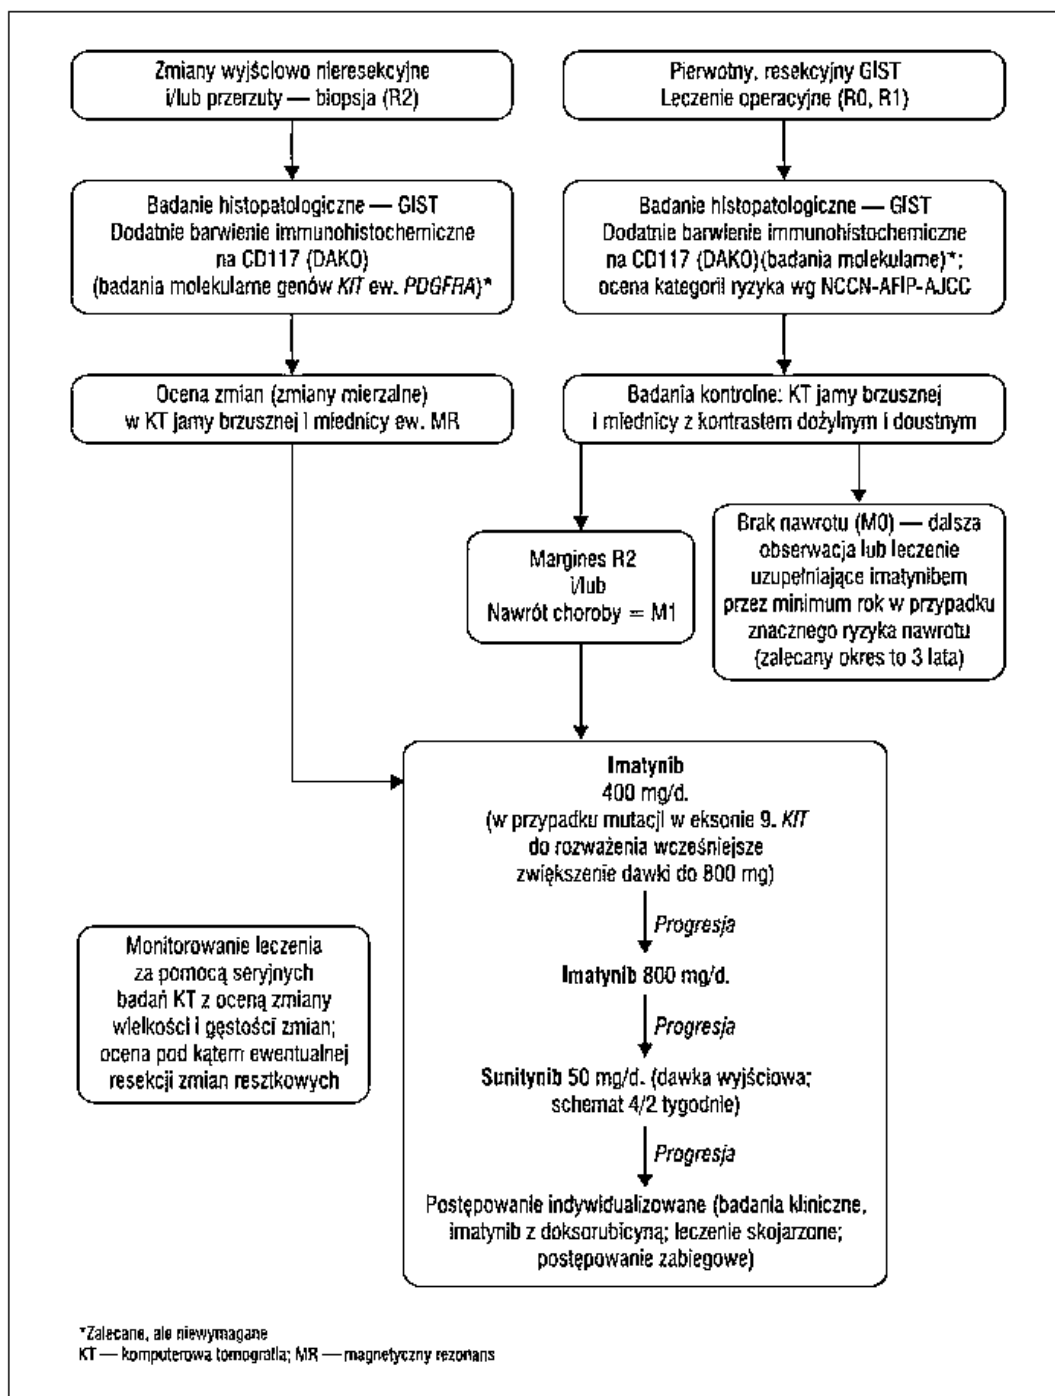 Zmiany wyjściowo nieresekcyjne
i/lub przerzuty — biopsja (R2)
Pierwotny, resekcyjny GIST
Leczenie operacyjne (R0, R1)
Badanie histopatologiczne — GIST
Dodatnie barwienie immunohistochemiczne
na CD117 (DAKO)
(badania molekularne genów KIT ew. PDGFRA)*
Badanie histopatologiczne — GIST
Dodatnie barwienie immunohistochemiczne
na CD117 (DAKO)(badania molekularne)*;
ocena kategorii ryzyka wg NCCN-AFIP-AJCC
Ocena zmian (zmiany mierzalne)
w KT jamy brzusznej i miednicy ew. MR
Badania kontrolne: KT jamy brzusznej
i miednicy z kontrastem dożylnym i doustnym
Margines R2
i/lub
Nawrót choroby = M1
Brak nawrotu (M0) — dalsza
obserwacja lub leczenie
uzupełniające imatynibem
przez minimum rok w przypadku
znacznego ryzyka nawrotu
(zalecany okres to 3 lata)
Imatynib
400 mg/d.
(w przypadku mutacji w eksonie 9. KIT
do rozważenia wcześniejsze
zwiększenie dawki do 800 mg)
Progresja
Imatynib 800 mg/d.
Progresja
Sunitynib 50 mg/d. (dawka wyjściowa;
schemat 4/2 tygodnie)
Progresja
Postępowanie indywidualizowane (badania kliniczne,
imatynib z doksorubicyną; leczenie skojarzone;
postępowanie zabiegowe)
Monitorowanie leczenia
za pomocą seryjnych
badań KT z oceną zmiany
wielkości i gęstości zmian;
ocena pod kątem ewentualnej
resekcji zmian resztkowych
*Zalecane, ale niewymagane
KT — komputerowa tomografia; MR — magnetyczny rezonans